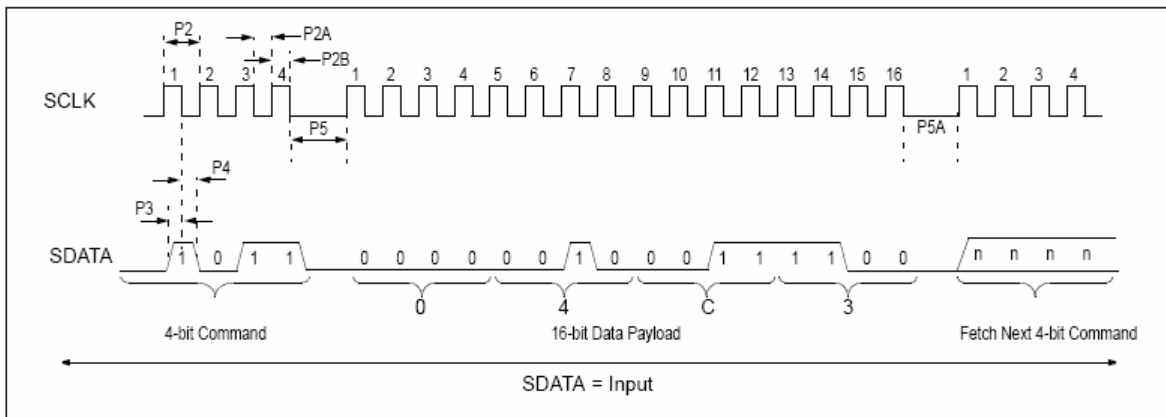 P2
P2A
P2B
1 2 3 4 1 2 3 4 5 6 7 8 9 10 11 12 13 14 15 16 1 2 3 4
SCLK
P5 P5A
P4
P3
SDATA 1 0 1 1 0 0 0 0 0 0 1 0 0 0 1 1 1 1 0 0 n n n n
0 4 C 3
4-bit Command 16-bit Data Payload Fetch Next 4-bit Command
SDATA = Input